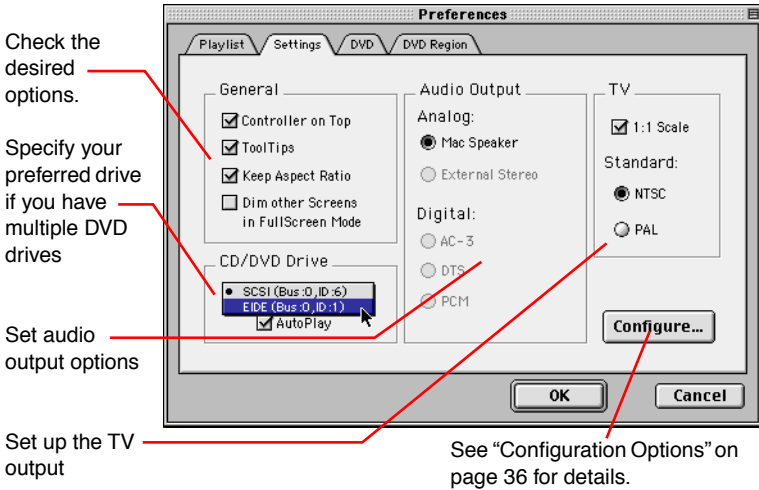 Preferences
Playlist
Settings
DVD
DVD Region
Check the
desired
options.
Specify your
preferred drive
if you have
multiple DVD
drives
Set audio
output options
Set up the TV
output
General
Controller on Top
ToolTips
Keep Aspect Ratio
Dim other Screens
in FullScreen Mode
CD/DVD Drive
SCSI (Bus:0,ID:6)
EIDE (Bus:0,ID:1)
AutoPlay
Audio Output
Analog:
Mac Speaker
External Stereo
Digital:
AC-3
DTS
PCM
TV
1:1 Scale
Standard:
NTSC
PAL
Configure...
OK
Cancel
See “Configuration Options” on
page 36 for details.